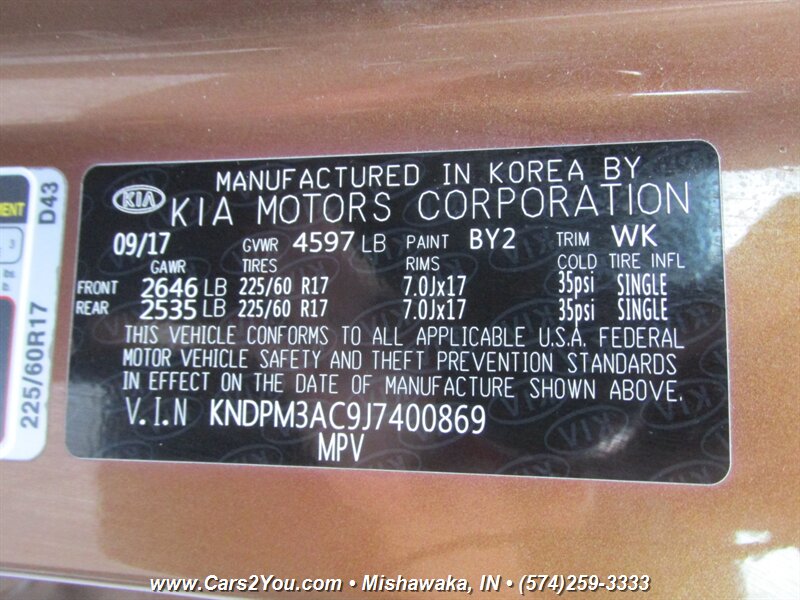 MANUFACTURED IN KOREA BY
KIA KIA MOTORS CORPORATION
09/17 GVWR 4597 LB PAINT BY2 TRIM WK
GAWR TIRES RIMS COLD TIRE INFL
FRONT 2646 LB 225/60 R17 7.0Jx17 35psi SINGLE
REAR 2535 LB 225/60 R17 7.0Jx17 35psi SINGLE
THIS VEHICLE CONFORMS TO ALL APPLICABLE U.S.A. FEDERAL
MOTOR VEHICLE SAFETY AND THEFT PREVENTION STANDARDS
IN EFFECT ON THE DATE OF MANUFACTURE SHOWN ABOVE.
V.I.N KNDPM3AC9J7400869
MPV
225/60R17 D43
www.Cars2You.com • Mishawaka, IN • (574)259-3333